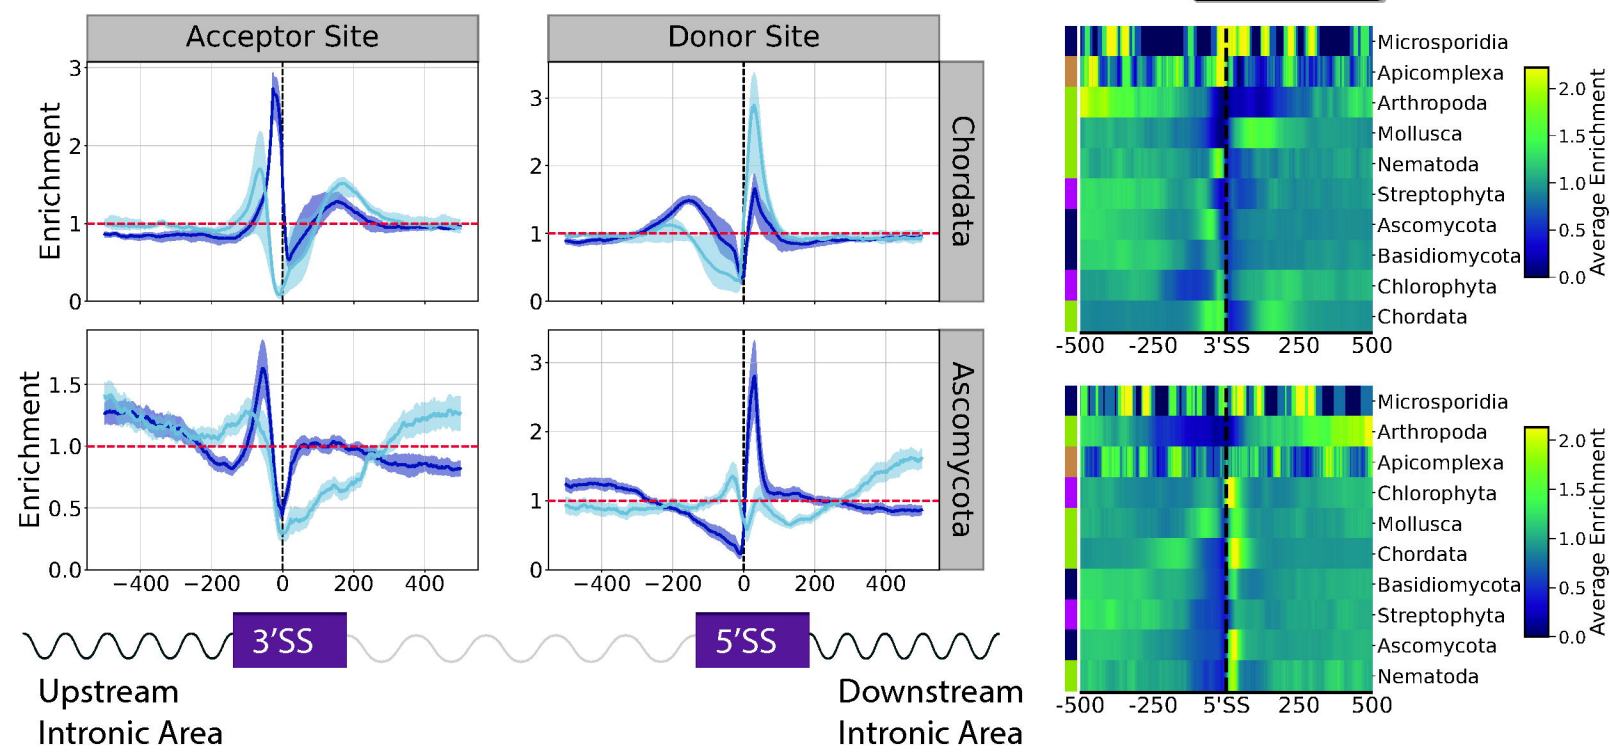 Acceptor Site
Donor Site
Enrichment
3
2
1
0
3
2
1
0
Chordata
Enrichment
1.5
1.0
0.5
0.0
−400 −200 0 200 400
3
2
1
0
−400 −200 0 200 400
Ascomycota
3'SS
5'SS
Upstream
Intronic Area
Downstream
Intronic Area
Microsporidia
Apicomplexa
Arthropoda
Mollusca
Nematoda
Streptophyta
Ascomycota
Basidiomycota
Chlorophyta
Chordata
-500 -250 3'SS 250 500
2.0
1.5
1.0
0.5
0.0
Average Enrichment
Microsporidia
Arthropoda
Apicomplexa
Chlorophyta
Mollusca
Chordata
Basidiomycota
Streptophyta
Ascomycota
Nematoda
-500 -250 5'SS 250 500
2.0
1.5
1.0
0.5
0.0
Average Enrichment